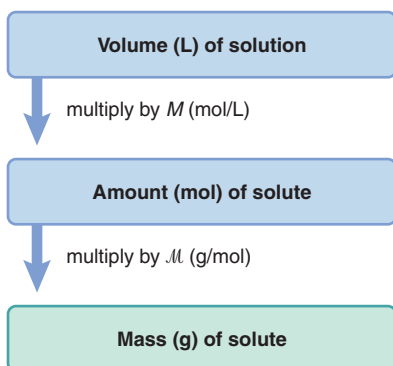 Volume (L) of solution
multiply by M (mol/L)
Amount (mol) of solute
multiply by ℳ (g/mol)
Mass (g) of solute